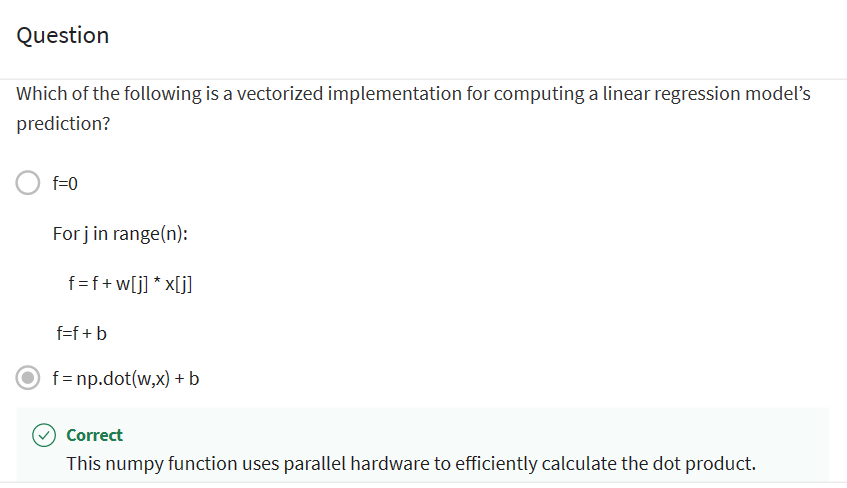 Question
Which of the following is a vectorized implementation for computing a linear regression model’s
prediction?
f=0
For j in range(n):
f = f + w[j] * x[j]
f=f + b
f = np.dot(w,x) + b
Correct
This numpy function uses parallel hardware to efficiently calculate the dot product.